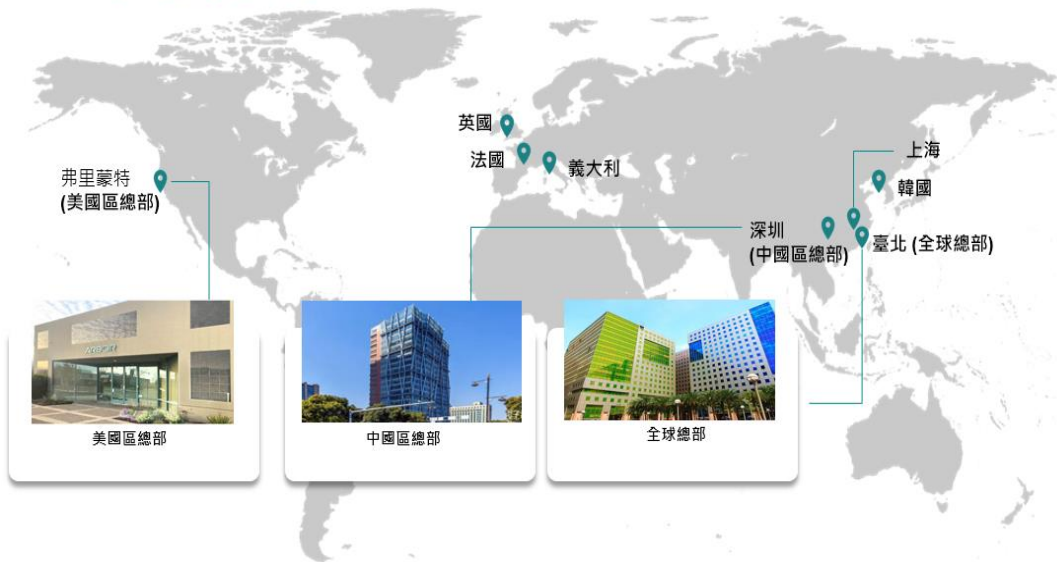 英國
法國
義大利
上海
韓國
弗里蒙特
(美國區總部)
深圳
(中國區總部)
臺北 (全球總部)
美國區總部
中國區總部
全球總部